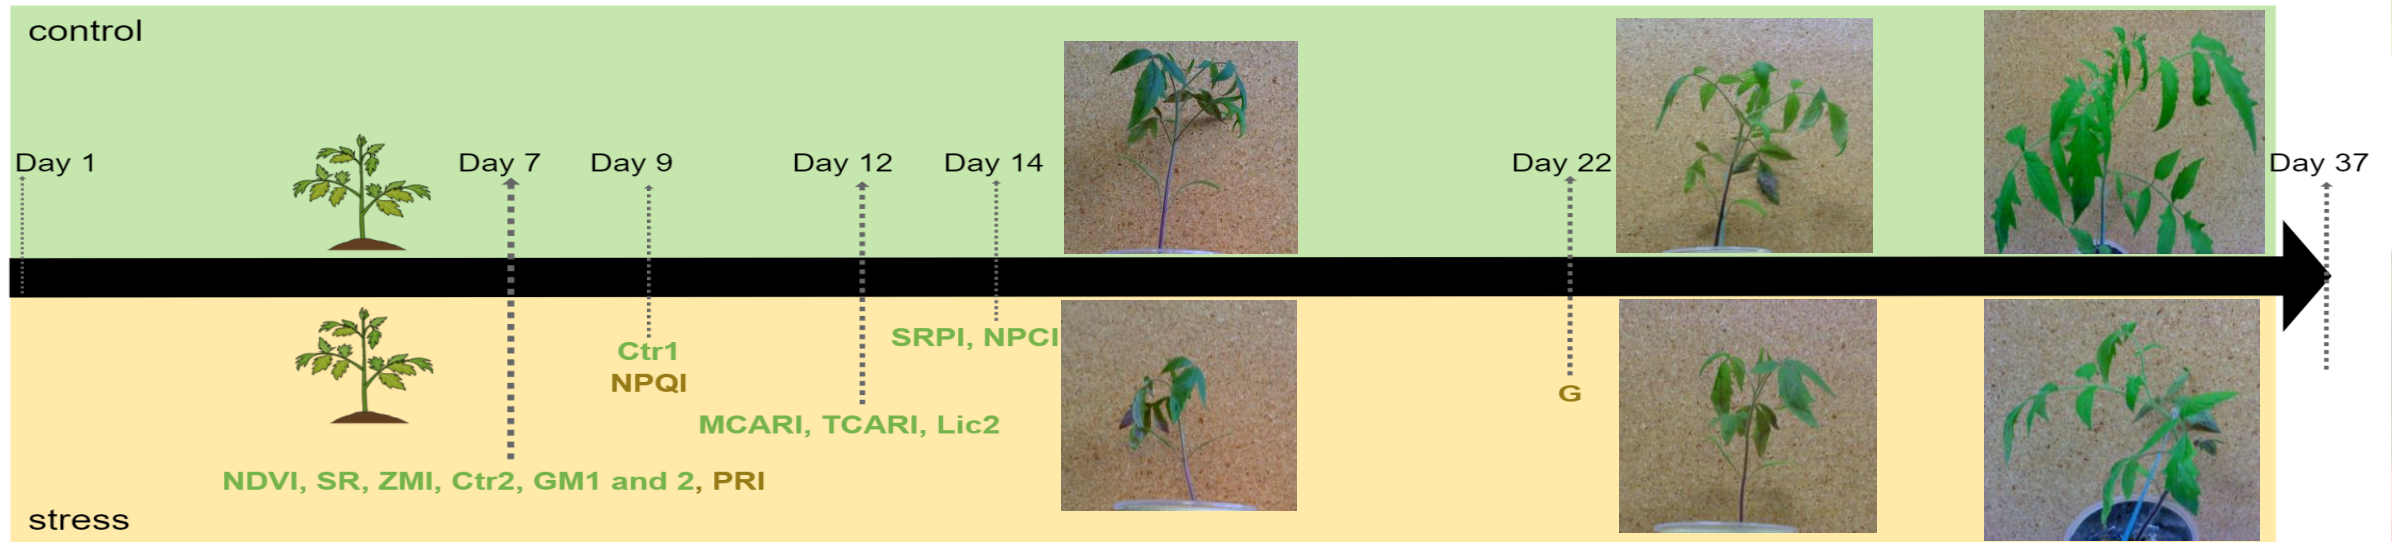 control
Day 1
Day 7
Day 9
Day 12
Day 14
Day 22
Day 37
SRPI, NPCI
Ctr1
NPQI
G
MCARI, TCARI, Lic2
NDVI, SR, ZMI, Ctr2, GM1 and 2, PRI
stress